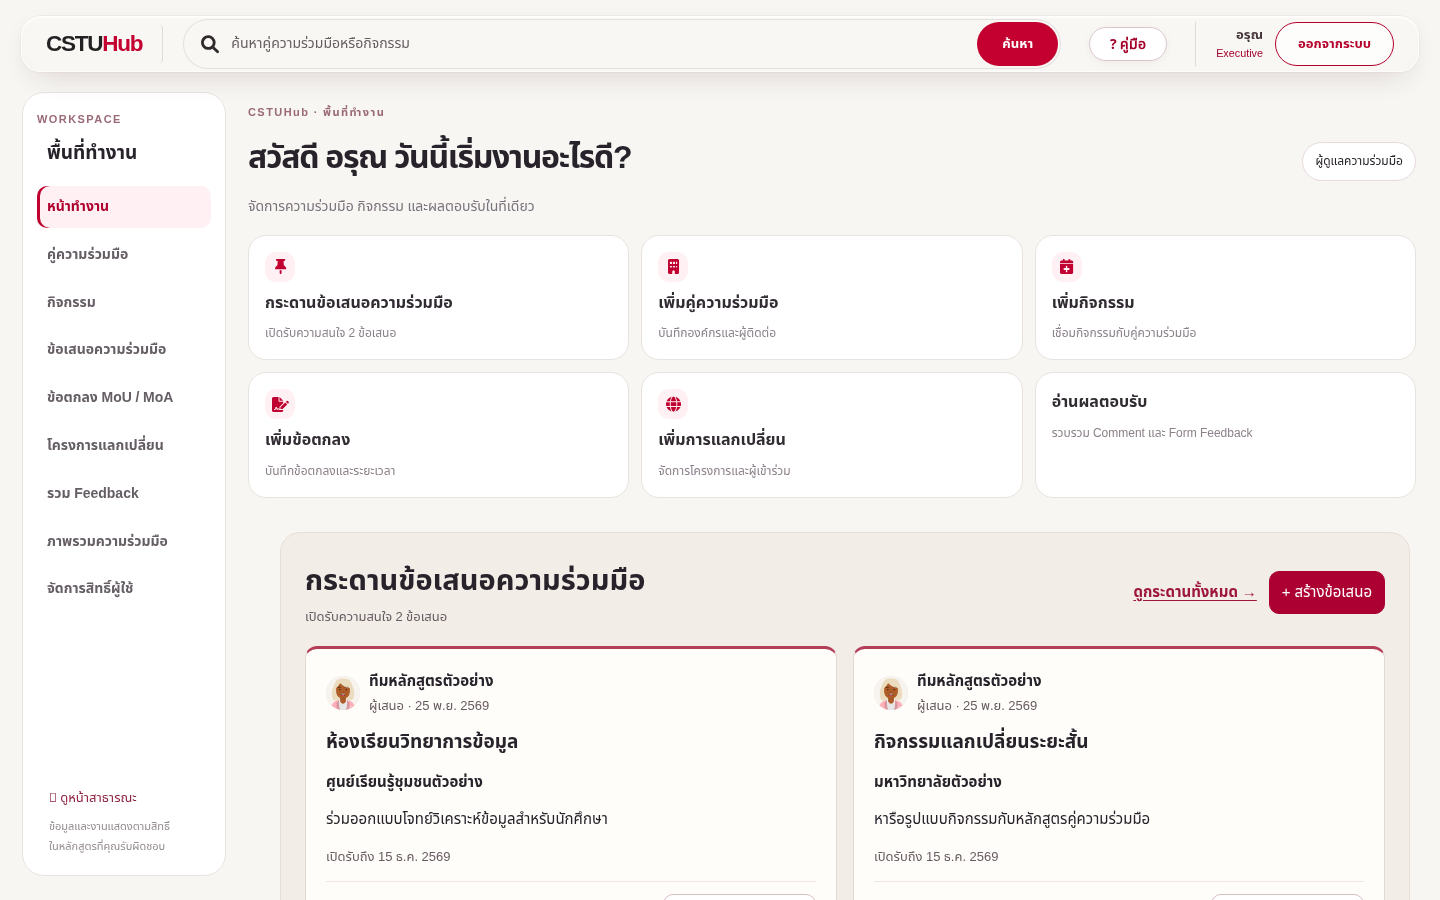 CSTUHub
ค้นหาคู่ความร่วมมือหรือกิจกรรม
ค้นหา
? คู่มือ
อรุณ
Executive
ออกจากระบบ
WORKSPACE
พื้นที่ทำงาน
หน้าทำงาน
คู่ความร่วมมือ
กิจกรรม
ข้อเสนอความร่วมมือ
ข้อตกลง MoU / MoA
โครงการแลกเปลี่ยน
รวม Feedback
ภาพรวมความร่วมมือ
จัดการสิทธิ์ผู้ใช้
ดูหน้าสาธารณะ
ข้อมูลและงานแสดงตามสิทธิ์
ในหลักสูตรที่คุณรับผิดชอบ
CSTUHub · พื้นที่ทำงาน
สวัสดี อรุณ วันนี้เริ่มงานอะไรดี?
ผู้ดูแลความร่วมมือ
จัดการความร่วมมือ กิจกรรม และผลตอบรับในที่เดียว
กระดานข้อเสนอความร่วมมือ
เปิดรับความสนใจ 2 ข้อเสนอ
เพิ่มคู่ความร่วมมือ
บันทึกองค์กรและผู้ติดต่อ
เพิ่มกิจกรรม
เชื่อมกิจกรรมกับคู่ความร่วมมือ
เพิ่มข้อตกลง
บันทึกข้อตกลงและระยะเวลา
เพิ่มการแลกเปลี่ยน
จัดการโครงการและผู้เข้าร่วม
อ่านผลตอบรับ
รวบรวม Comment และ Form Feedback
กระดานข้อเสนอความร่วมมือ
เปิดรับความสนใจ 2 ข้อเสนอ
ดูกระดานทั้งหมด →
+ สร้างข้อเสนอ
ทีมหลักสูตรตัวอย่าง
ผู้เสนอ · 25 พ.ย. 2569
ห้องเรียนวิทยาการข้อมูล
ศูนย์เรียนรู้ชุมชนตัวอย่าง
ร่วมออกแบบโจทย์วิเคราะห์ข้อมูลสำหรับนักศึกษา
เปิดรับถึง 15 ธ.ค. 2569
ทีมหลักสูตรตัวอย่าง
ผู้เสนอ · 25 พ.ย. 2569
กิจกรรมแลกเปลี่ยนระยะสั้น
มหาวิทยาลัยตัวอย่าง
หารือรูปแบบกิจกรรมกับหลักสูตรคู่ความร่วมมือ
เปิดรับถึง 15 ธ.ค. 2569